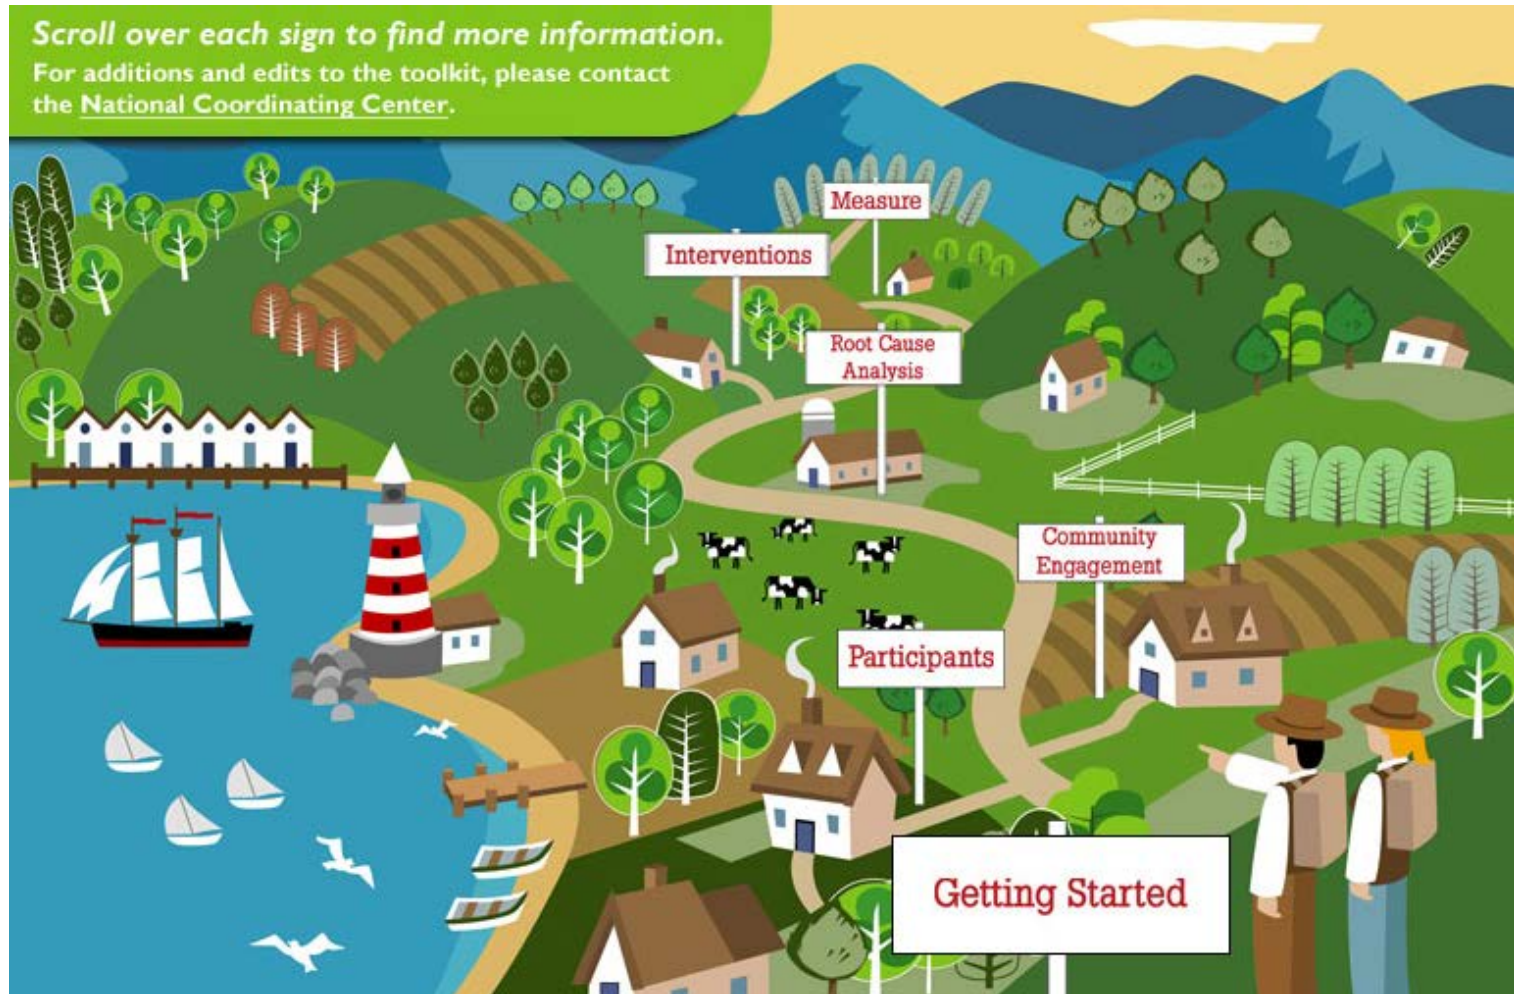 Scroll over each sign to find more information.
For additions and edits to the toolkit, please contact
the National Coordinating Center.
Measure
Interventions
Root Cause
Analysis
Community
Engagement
Participants
Getting Started